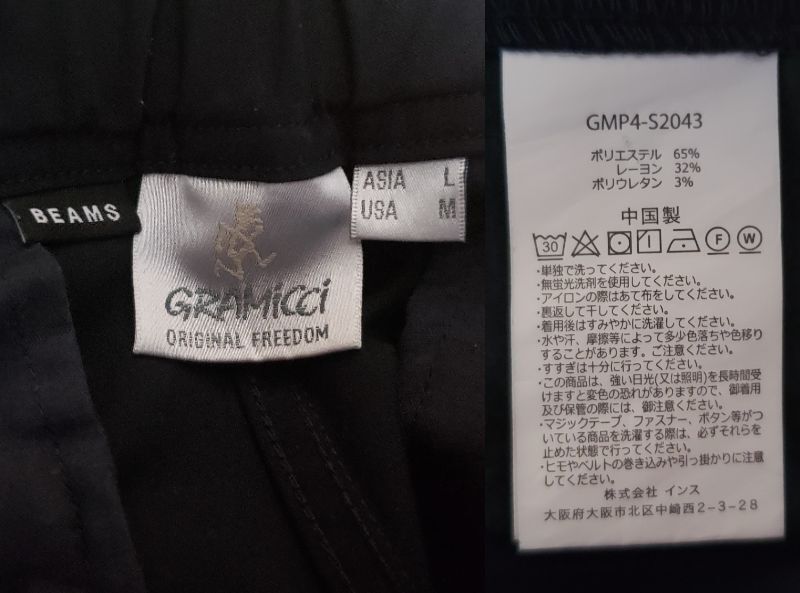 BEAMS
GRAMiCCi
ORIGINAL FREEDOM
ASIA L
USA M
GMP4-S2043
ポリエステル 65%
レーヨン 32%
ポリウレタン 3%
中国製
30
F W
・単独で洗ってください。
・無蛍光洗剤を使用してください。
・アイロンの際はあて布をしてください。
・裏返して干してください。
・着用後はすみやかに洗濯してください。
・水や汗、摩擦等によって多少色落ちや色移り
することがあります。ご注意ください。
・すすぎは十分に行ってください。
・この商品は、強い日光(又は照明)を長時間受
けますと変色の恐れがありますので、御着用
及び保管の際には、御注意ください。
・マジックテープ、ファスナー、ボタン等がつ
いている商品を洗濯する際は、必ずそれらを
止めた状態で行ってください。
・ヒモやベルトの巻き込みや引っ掛かりに注意
してください。
株式会社 インス
大阪府大阪市北区中崎西2-3-28